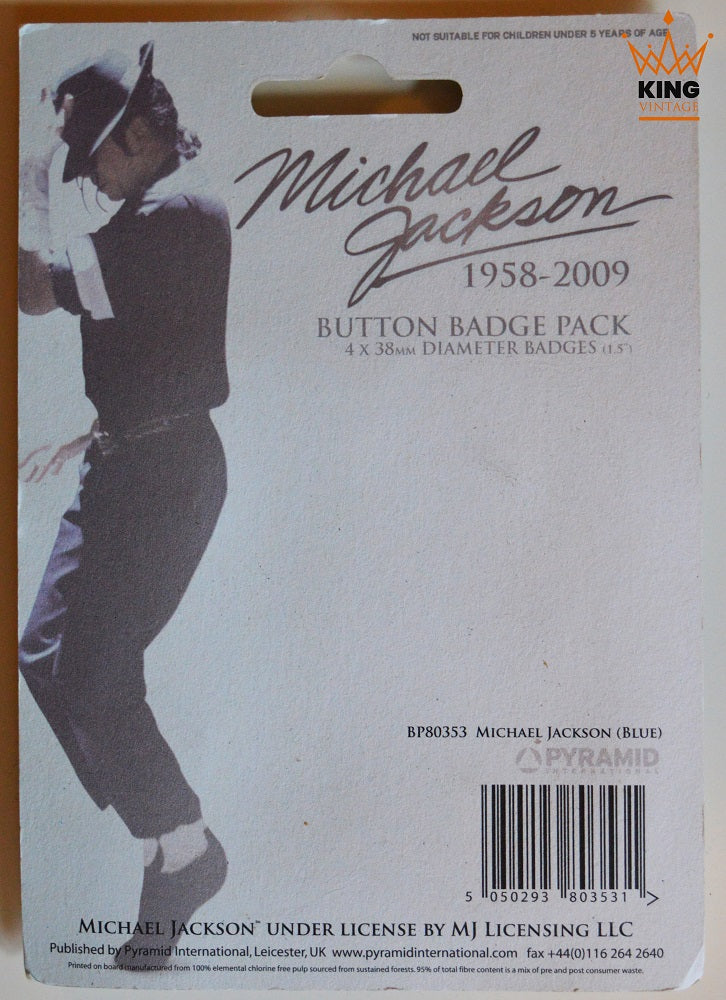 NOT SUITABLE FOR CHILDREN UNDER 5 YEARS OF AGE
KING
VINTAGE
Michael
Jackson
1958-2009
BUTTON BADGE PACK
4 X 38MM DIAMETER BADGES (1.5")
BP80353 MICHAEL JACKSON (BLUE)
PYRAMID
INTERNATIONAL
5 050293 803531 >
MICHAEL JACKSON™ UNDER LICENSE BY MJ LICENSING LLC
Published by Pyramid International, Leicester, UK www.pyramidinternational.com fax +44(0)116 264 2640
Printed on board manufactured from 100% elemental chlorine free pulp sourced from sustained forests. 95% of total fibre content is a mix of pre and post consumer waste.